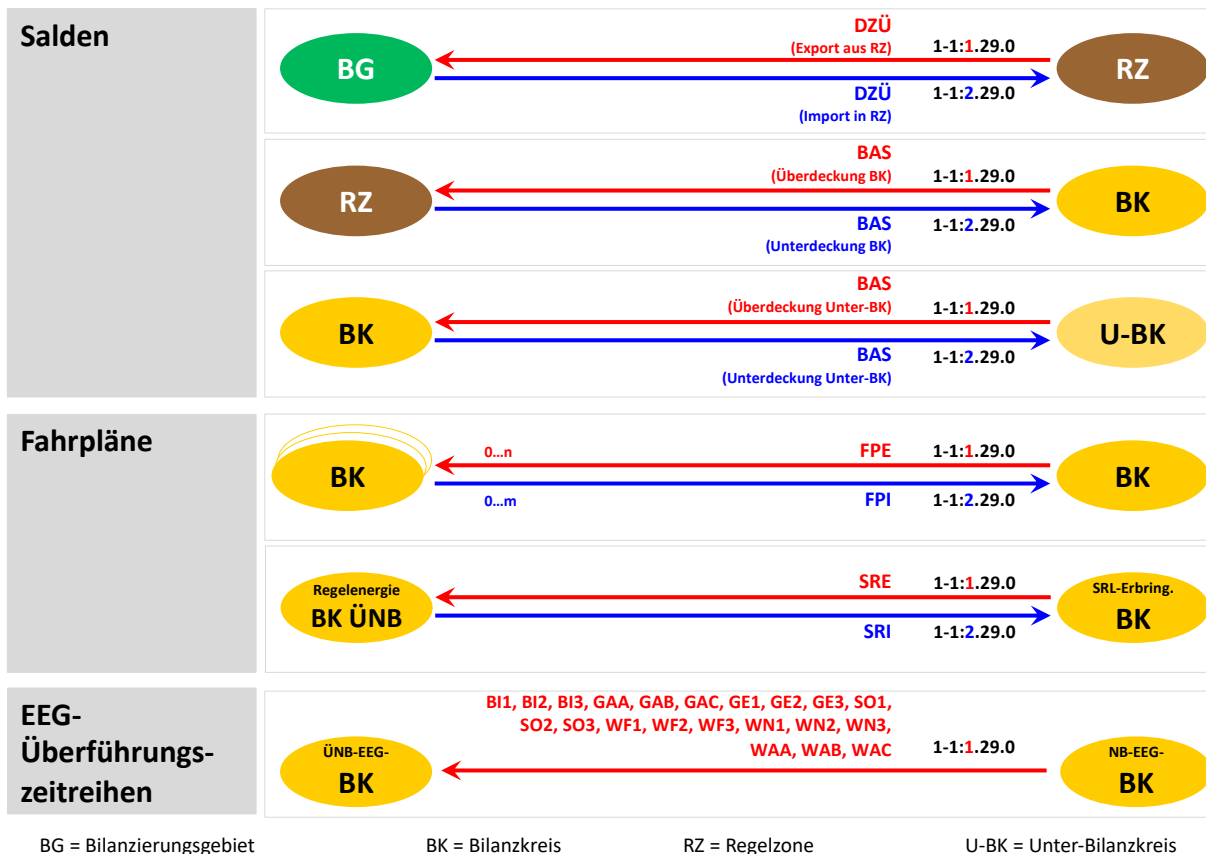 Salden
BG
DZÜ
(Export aus RZ)
1-1:1.29.0
DZÜ
(Import in RZ)
1-1:2.29.0
RZ
RZ
BAS
(Überdeckung BK)
1-1:1.29.0
BAS
(Unterdeckung BK)
1-1:2.29.0
BK
BK
BAS
(Überdeckung Unter-BK)
1-1:1.29.0
BAS
(Unterdeckung Unter-BK)
1-1:2.29.0
U-BK
Fahrpläne
BK
0...n
FPE
1-1:1.29.0
0...m
FPI
1-1:2.29.0
BK
Regelenergie
BK ÜNB
SRE
1-1:1.29.0
SRI
1-1:2.29.0
SRL-Erbring.
BK
EEG-
Überführungs-
zeitreihen
ÜNB-EEG-
BK
BI1, BI2, BI3, GAA, GAB, GAC, GE1, GE2, GE3, SO1,
SO2, SO3, WF1, WF2, WF3, WN1, WN2, WN3,
WAA, WAB, WAC
1-1:1.29.0
NB-EEG-
BK
BG = Bilanzierungsgebiet
BK = Bilanzkreis
RZ = Regelzone
U-BK = Unter-Bilanzkreis